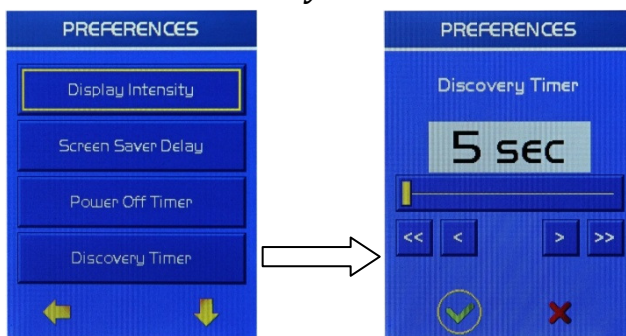 PREFERENCES
Display Intensity
Screen Saver Delay
Power Off Timer
Discovery Timer
PREFERENCES
Discovery Timer
5 sec
<< < > >>